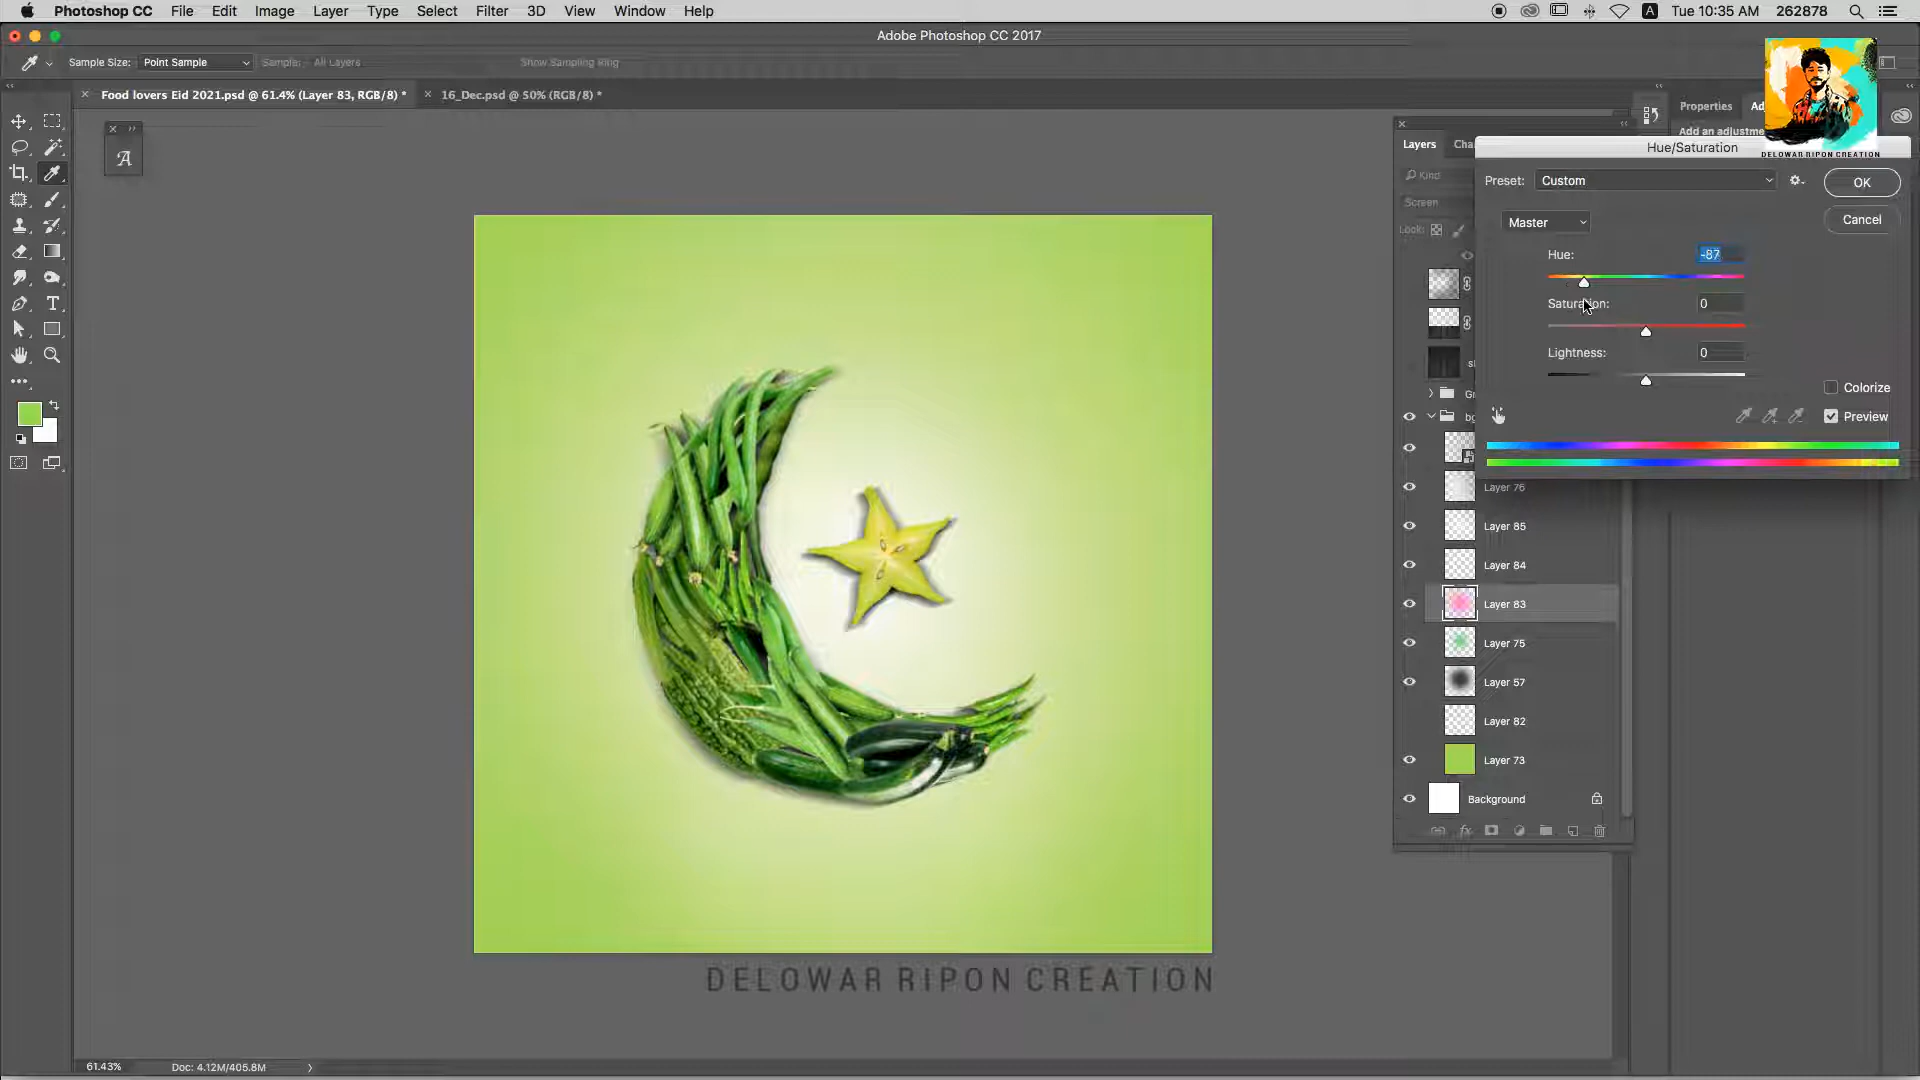 Photoshop CC File Edit Image Layer Type Select Filter 3D View Window Help A Tue 10:35 AM 262878
Adobe Photoshop CC 2017
Sample Size: Point Sample Sample: All Layers Show Sampling Ring
Food lovers Eid 2021.psd @ 61.4% (Layer 83, RGB/8) * 16_Dec.psd @ 50% (RGB/8) *
Properties
Add an adjustme
DELOWAR RIPON CREATION
A
Layers
Hue/Saturation
Kind
Preset: Custom OK
Screen
Master Cancel
Lock:
Hue: -87
Saturation: 0
Lightness: 0
Colorize
Preview
Layer 76
Layer 85
Layer 84
Layer 83
Layer 75
Layer 57
Layer 82
Layer 73
Background
fx
DELOWAR RIPON CREATION
61.43% Doc: 4.12M/405.8M